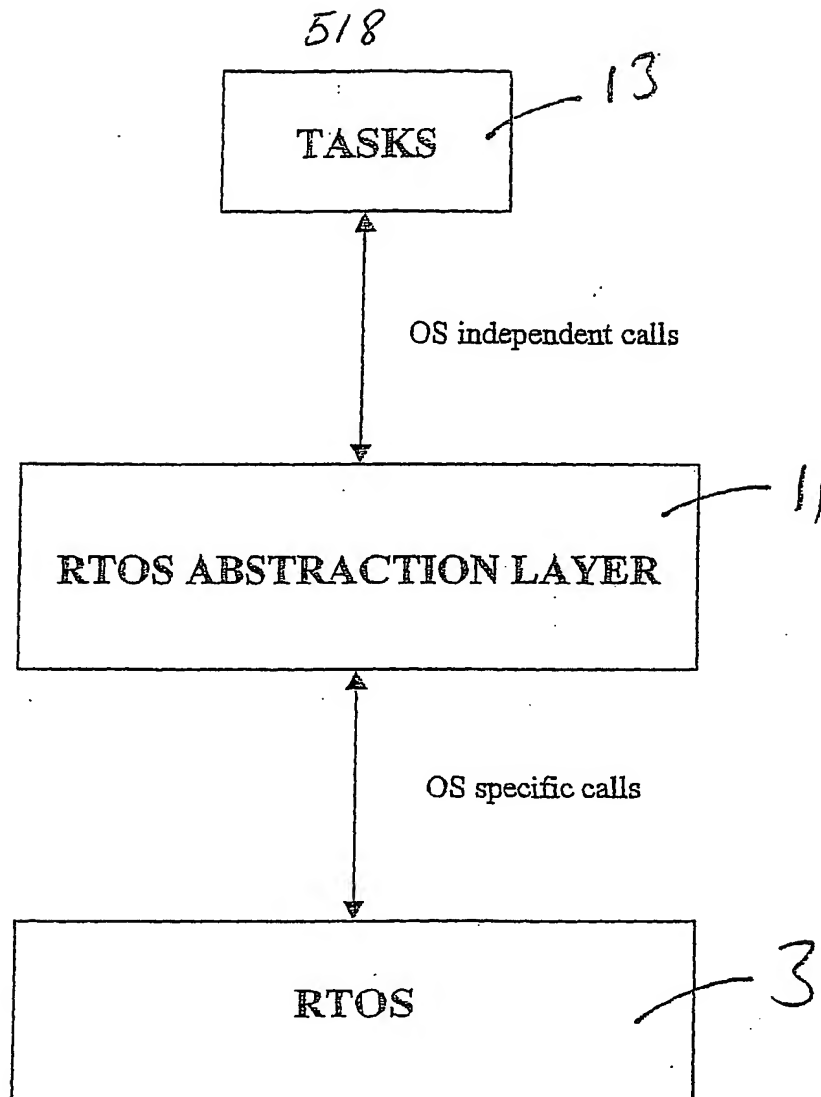 518
13
TASKS
OS independent calls
11
RTOS ABSTRACTION LAYER
OS specific calls
RTOS
3